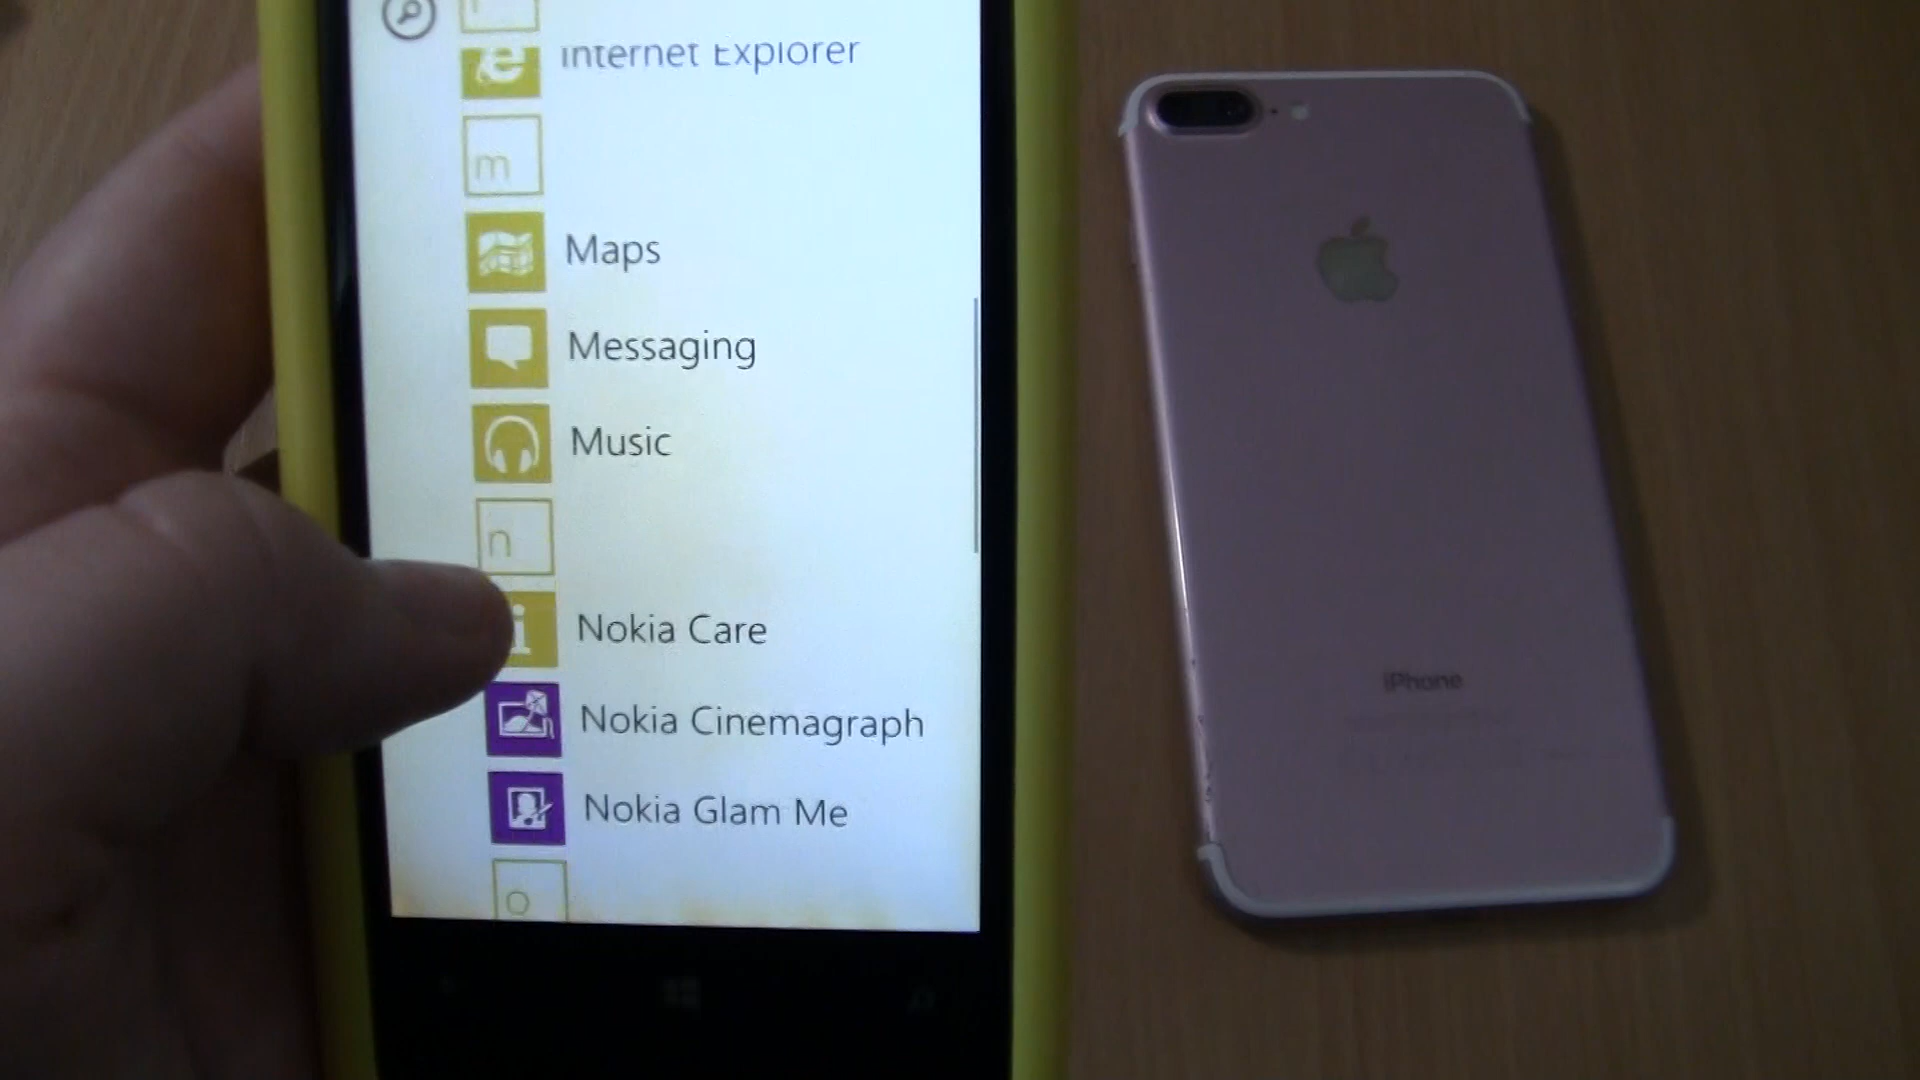 Internet Explorer
m
Maps
Messaging
Music
n
i
Nokia Care
Nokia Cinemagraph
Nokia Glam Me
o
iPhone